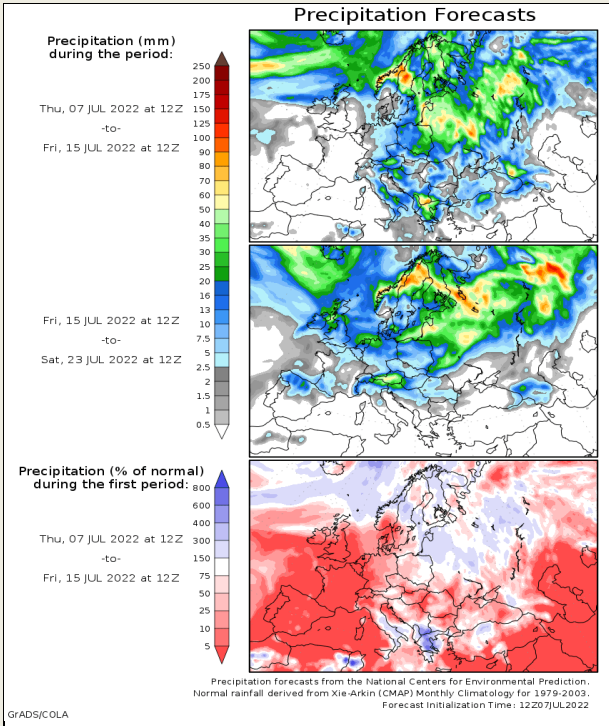 Precipitation Forecasts
Precipitation (mm)
during the period:
Thu, 07 JUL 2022 at 12Z
-to-
Fri, 15 JUL 2022 at 12Z
250
200
175
150
125
100
90
80
70
60
50
40
35
30
25
20
16
13
10
7.5
5
2.5
2
1.5
1
0.5
Fri, 15 JUL 2022 at 12Z
-to-
Sat, 23 JUL 2022 at 12Z
Precipitation (% of normal)
during the first period:
Thu, 07 JUL 2022 at 12Z
-to-
Fri, 15 JUL 2022 at 12Z
800
600
400
300
150
75
50
25
10
5
Precipitation forecasts from the National Centers for Environmental Prediction.
Normal rainfall derived from Xie-Arkin (CMAP) Monthly Climatology for 1979-2003.
Forecast Initialization Time: 12Z07JUL2022
GrADS/COLA